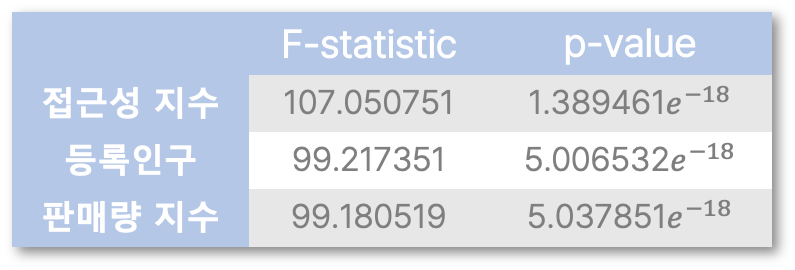 F-statistic p-value
접근성 지수 107.050751 1.389461e⁻¹⁸
등록인구 99.217351 5.006532e⁻¹⁸
판매량 지수 99.180519 5.037851e⁻¹⁸